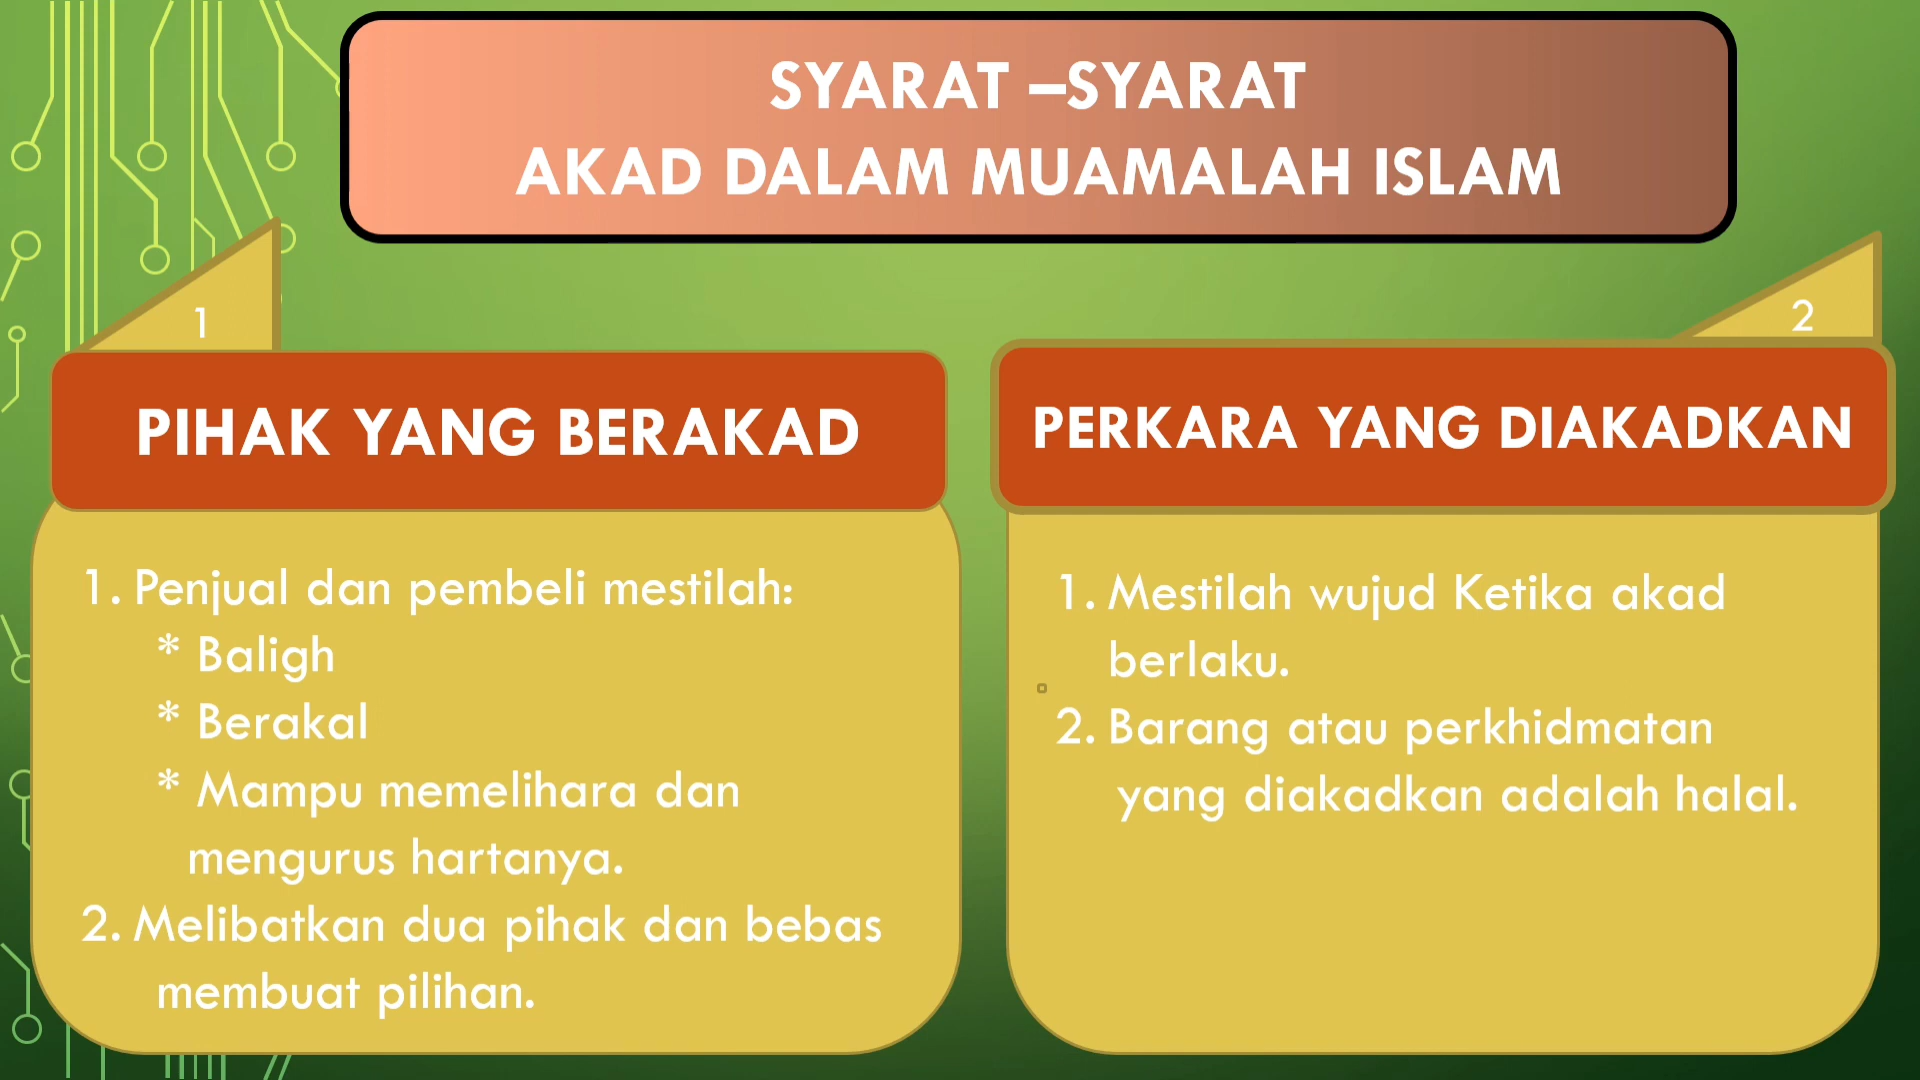 SYARAT –SYARAT
AKAD DALAM MUAMALAH ISLAM
1
PIHAK YANG BERAKAD
1. Penjual dan pembeli mestilah:
* Baligh
* Berakal
* Mampu memelihara dan
mengurus hartanya.
2. Melibatkan dua pihak dan bebas
membuat pilihan.
2
PERKARA YANG DIAKADKAN
1. Mestilah wujud Ketika akad
berlaku.
2. Barang atau perkhidmatan
yang diakadkan adalah halal.